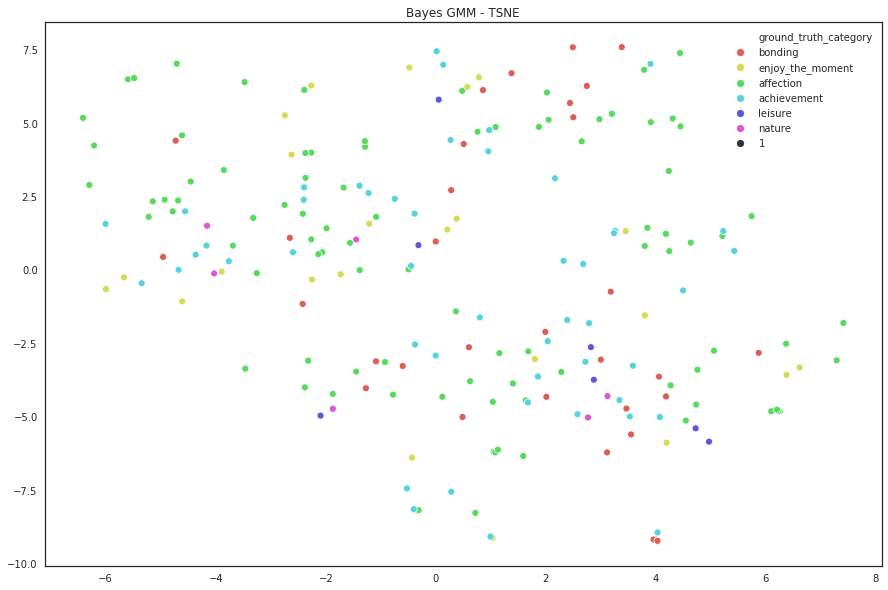 Bayes GMM - TSNE
ground_truth_category
bonding
enjoy_the_moment
affection
achievement
leisure
nature
1
7.5
5.0
2.5
0.0
−2.5
−5.0
−7.5
−10.0
−6
−4
−2
0
2
4
6
8